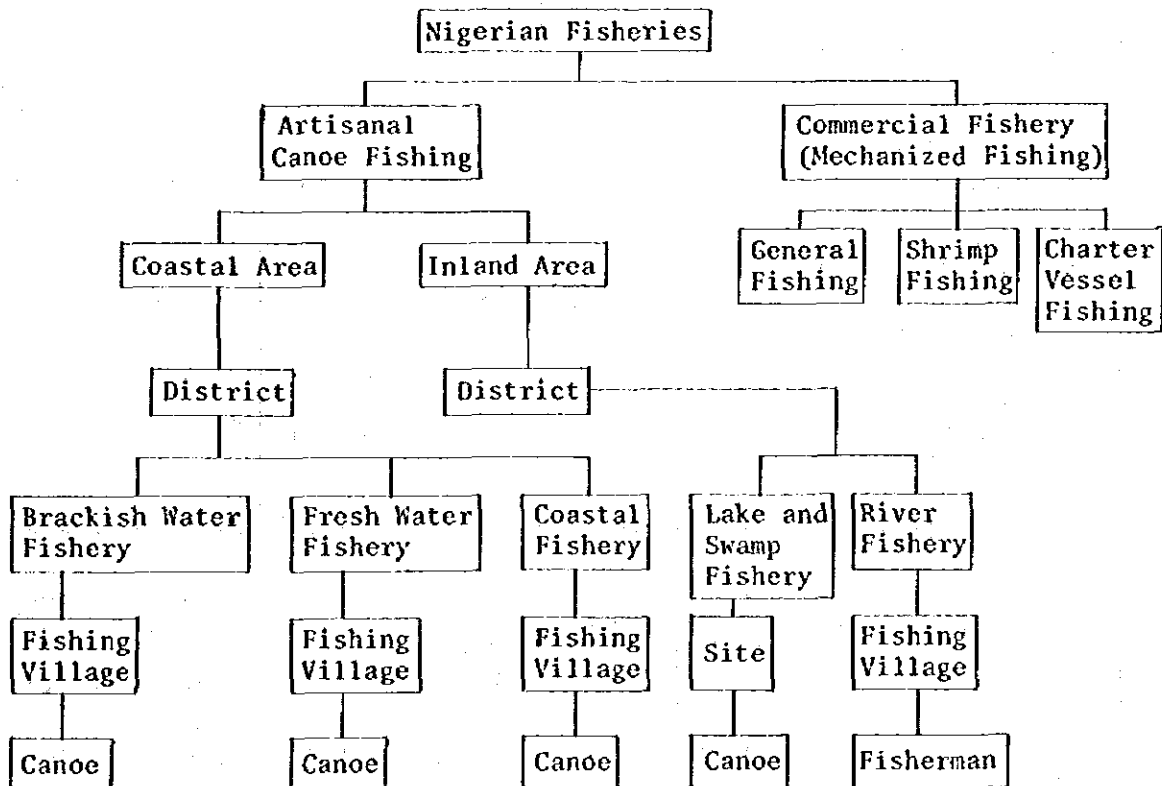 Nigerian Fisheries
Artisanal
Canoe Fishing
Commercial Fishery
(Mechanized Fishing)
Coastal Area
Inland Area
General
Fishing
Shrimp
Fishing
Charter
Vessel
Fishing
District
District
Brackish Water
Fishery
Fresh Water
Fishery
Coastal
Fishery
Lake and
Swamp
Fishery
River
Fishery
Fishing
Village
Fishing
Village
Fishing
Village
Site
Fishing
Village
Canoe
Canoe
Canoe
Canoe
Fisherman